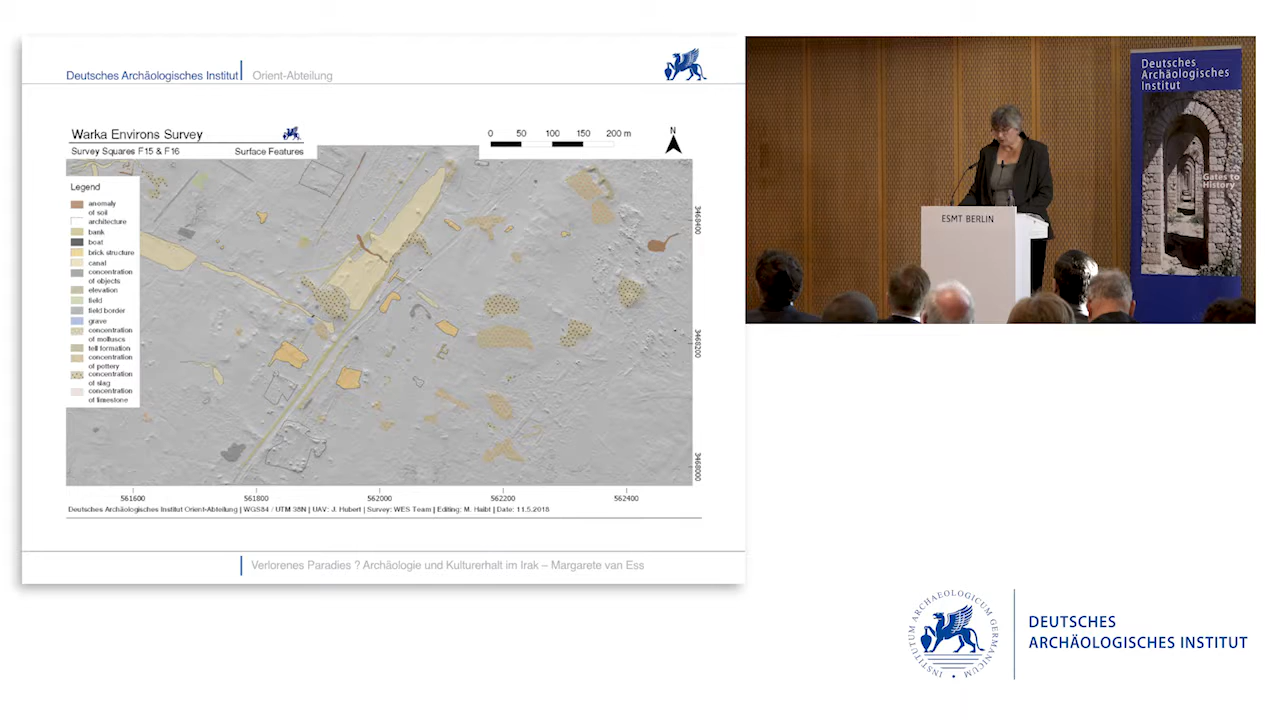 Deutsches Archäologisches Institut
Orient-Abteilung
Warka Environs Survey
Survey Squares F15 & F16
Surface Features
0 50 100 150 200 m
N
Legend
anomaly
of soil
architecture
bank
boat
brick structure
canal
concentration
of objects
elevation
field
field border
grave
concentration
of molluscs
tell formation
concentration
of pottery
concentration
of slag
concentration
of limestone
3468400
3468200
3468000
561600 561800 562000 562200 562400
Deutsches Archäologisches Institut Orient-Abteilung | WGS84 / UTM 38N | UAV: J. Hubert | Survey: WES Team | Editing: M. Haibt | Date: 11.5.2018
Verlorenes Paradies ? Archäologie und Kulturerhalt im Irak – Margarete van Ess
ESMT BERLIN
Deutsches
Archäologisches
Institut
Gates to
History
INSTITUTUM ARCHAEOLOGICUM GERMANICUM
DEUTSCHES
ARCHÄOLOGISCHES INSTITUT